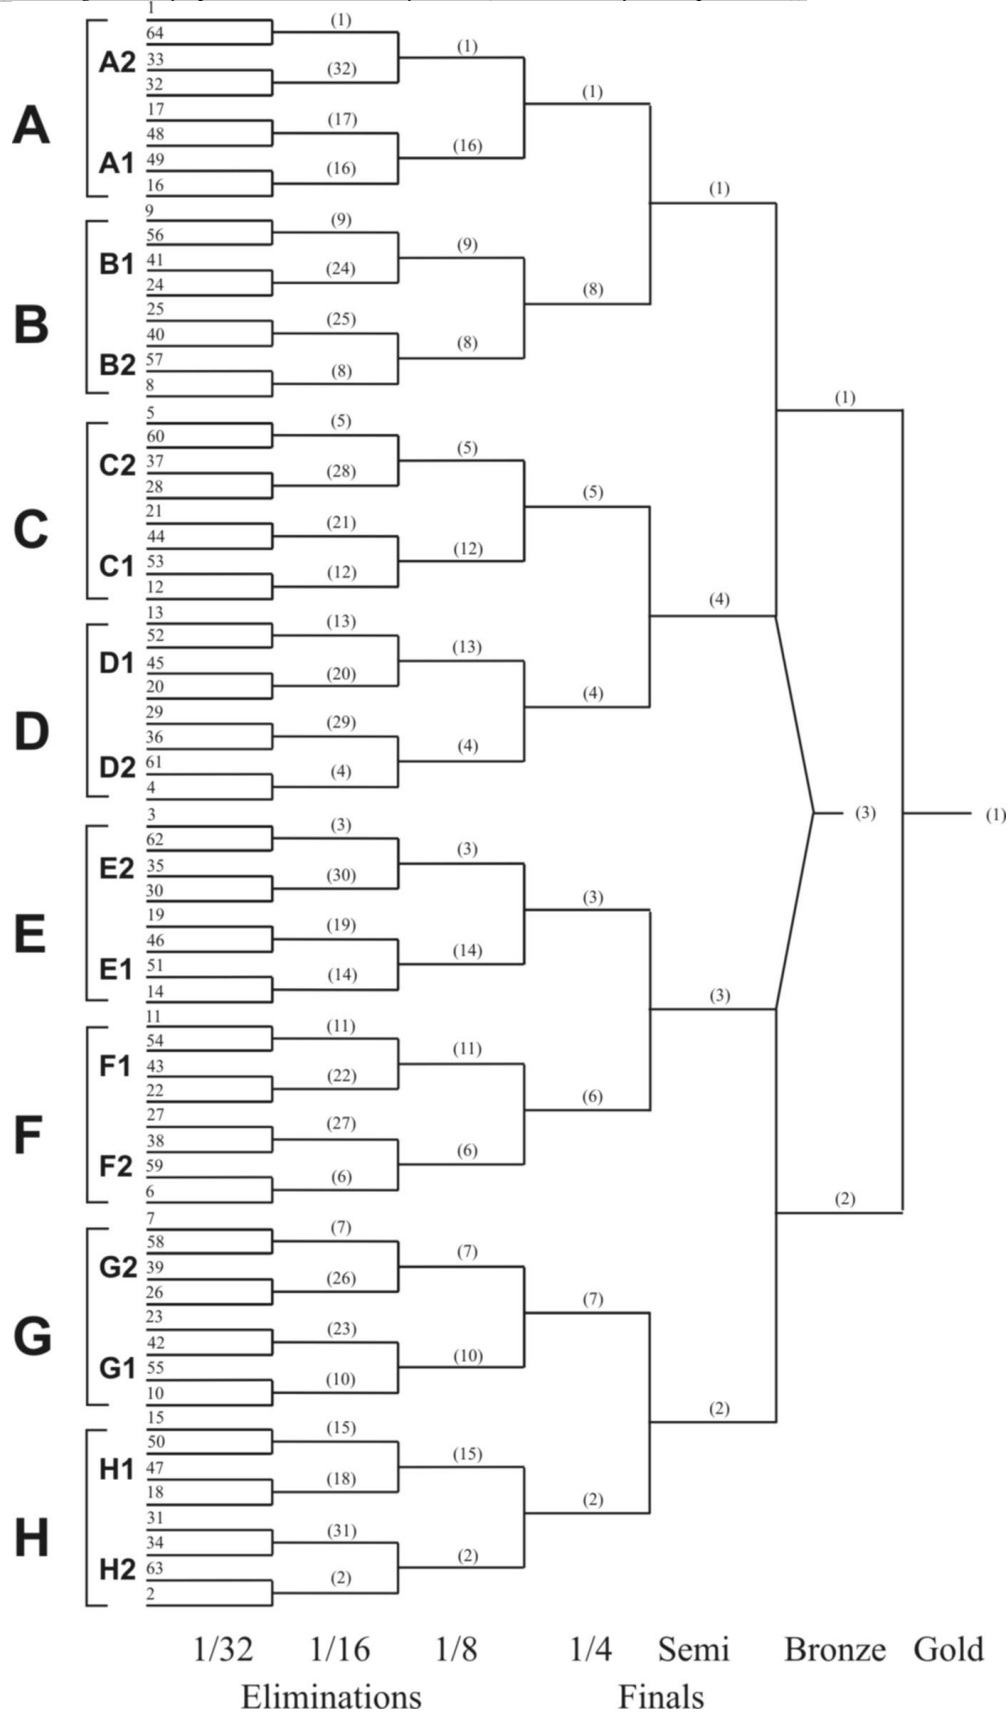 1 (1)
64 (1)
A2 33
32 (32)
(1)
17 (17)
A 48
A1 49 (16)
16 (16)
(1)
9 (9)
56 (9)
B1 41
24 (24)
(8)
B 25 (25)
40 (8)
B2 57
8 (8)
(1)
5 (5)
60 (5)
C2 37
28 (28)
(5)
C 21 (21)
44 (12)
C1 53
12 (12)
(4)
13 (13)
52 (13)
D1 45
20 (20)
(4)
D 29 (29)
36 (4)
D2 61
4 (4)
3 (3)
(3) (1)
62 (3)
E2 35
30 (30)
(3)
E 19 (19)
46 (14)
E1 51
14 (14)
(3)
11 (11)
54 (11)
F1 43
22 (22)
(6)
F 27 (27)
38 (6)
F2 59
6 (6)
(2)
7 (7)
58 (7)
G2 39
26 (26)
(7)
G 23 (23)
42 (10)
G1 55
10 (10)
(2)
15 (15)
50 (15)
H1 47
18 (18)
(2)
H 31 (31)
34 (2)
H2 63
2 (2)
1/32 1/16 1/8 1/4 Semi Bronze Gold
Eliminations Finals